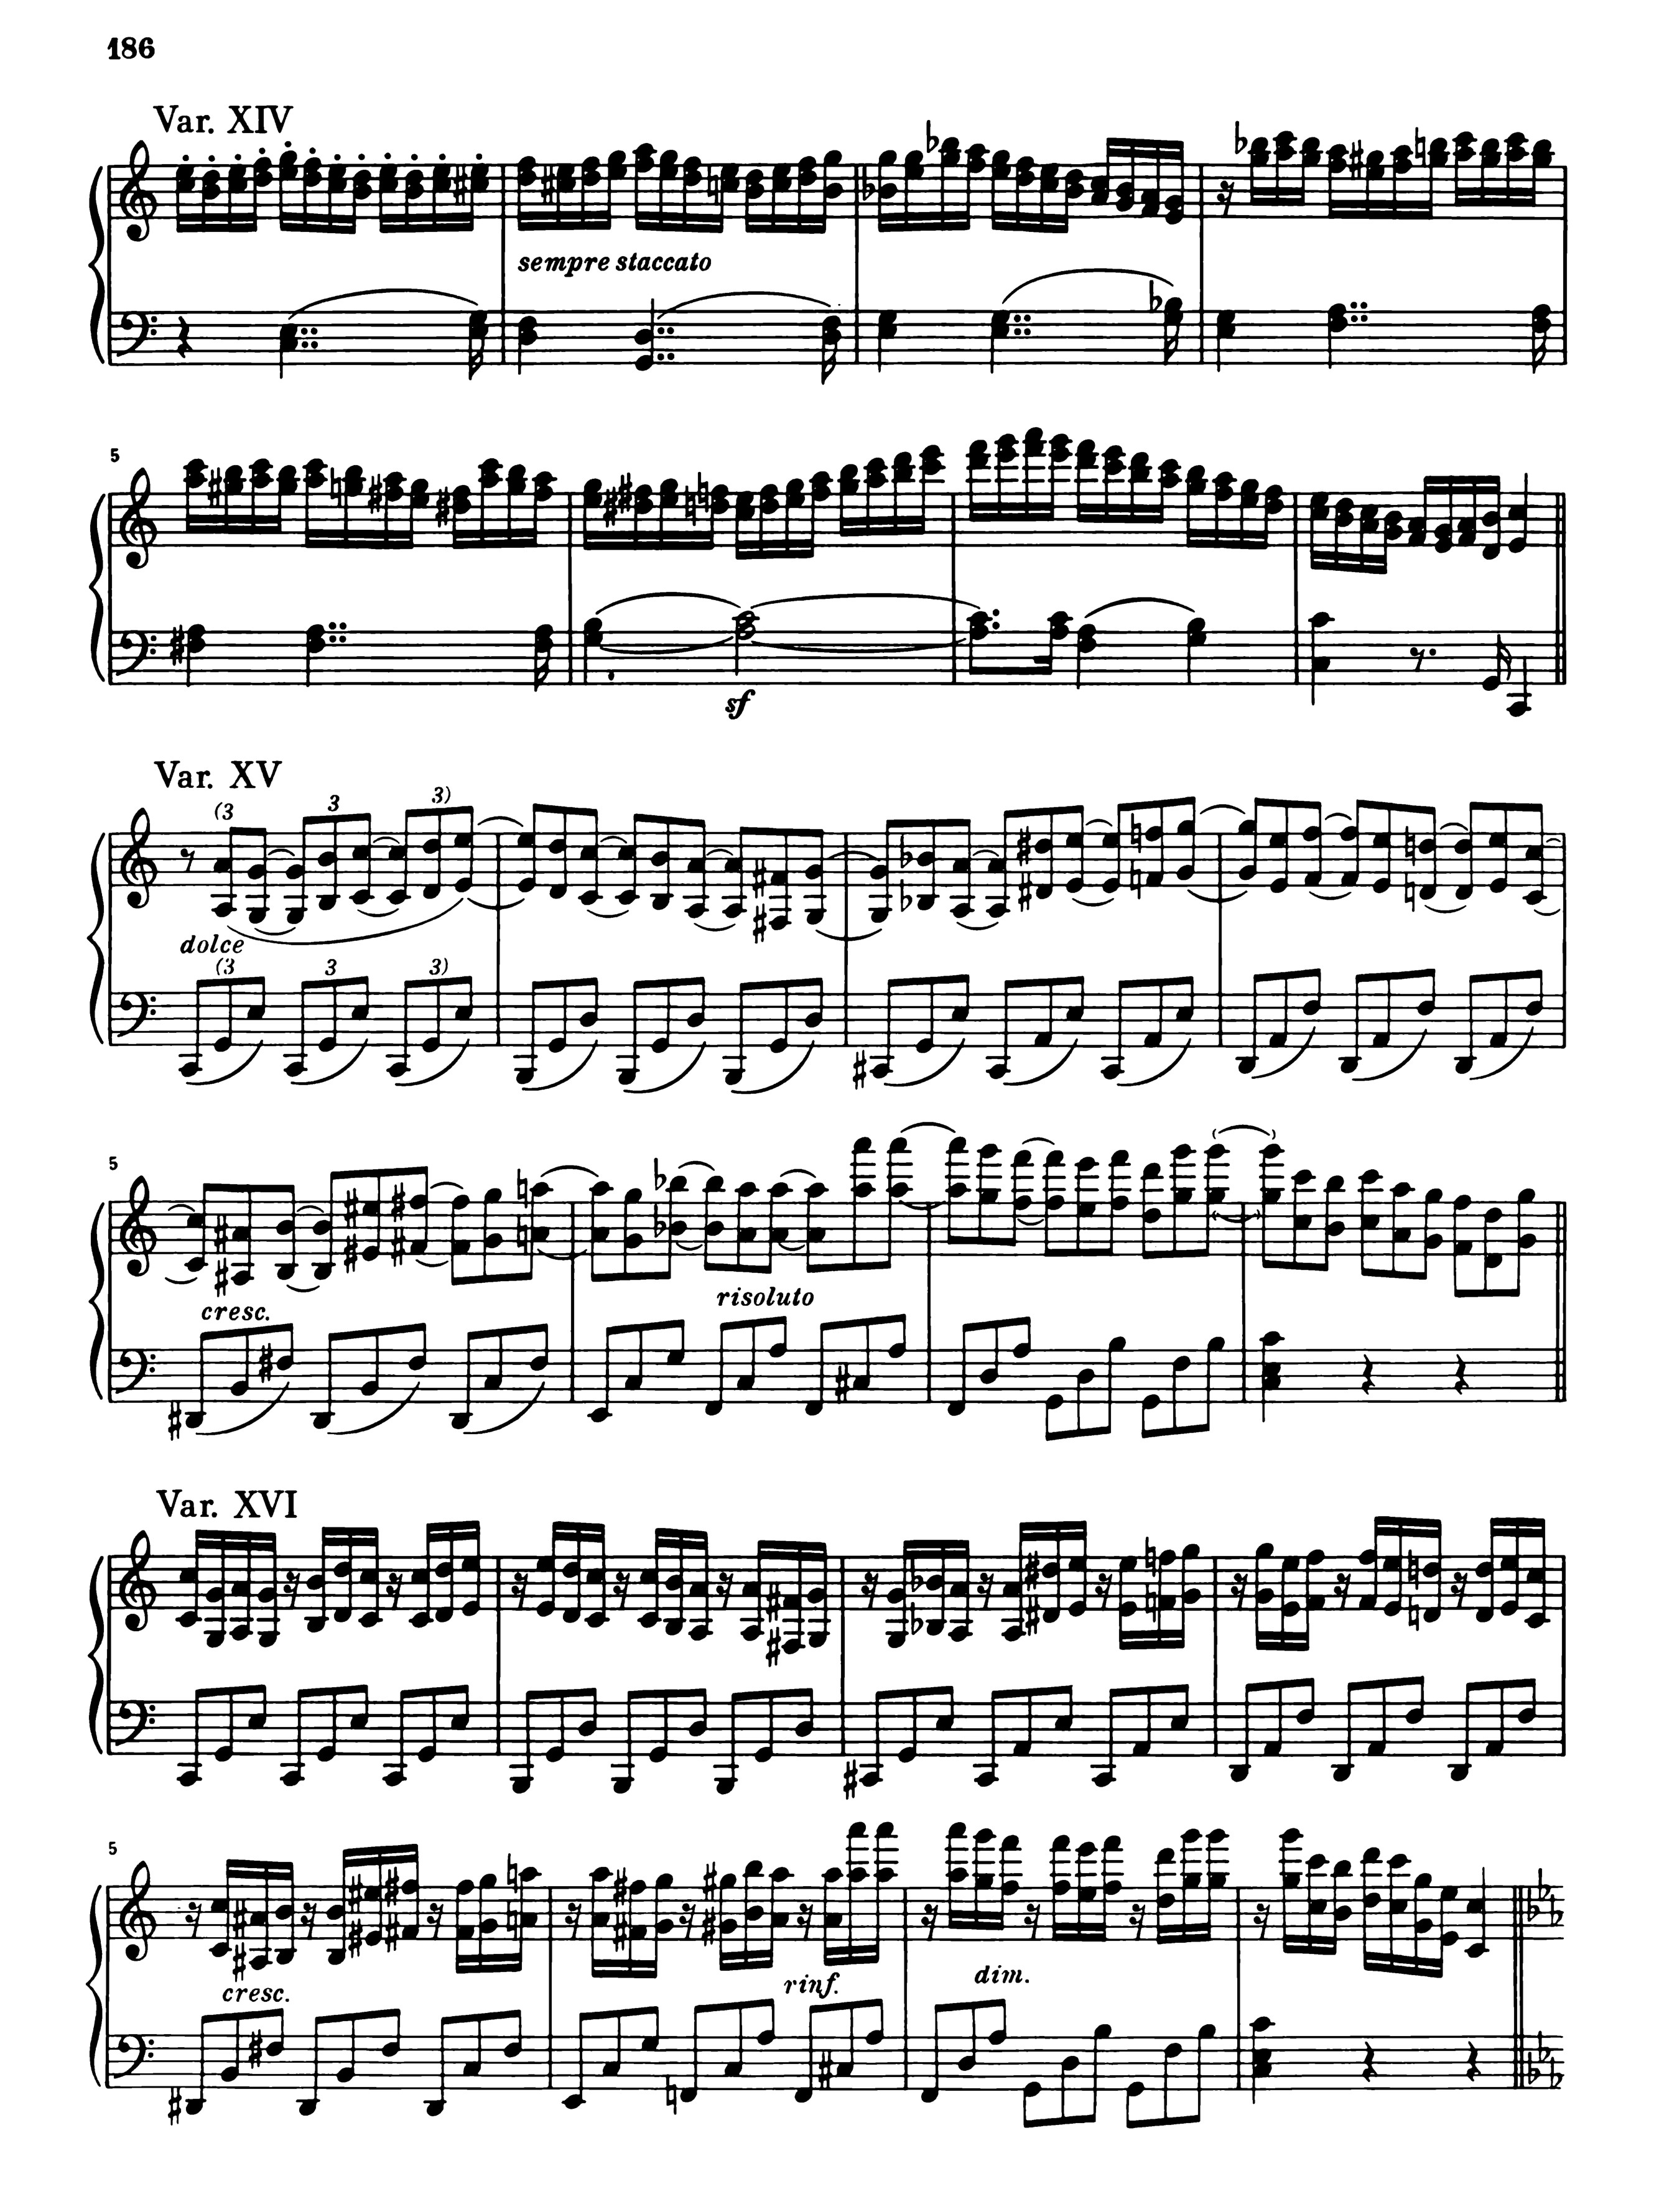 186
Var. XIV
sempre staccato
5
sf
Var. XV
(3 3 3)
dolce
(3 3 3)
5
cresc. risoluto
Var. XVI
5
cresc. rinf. dim.